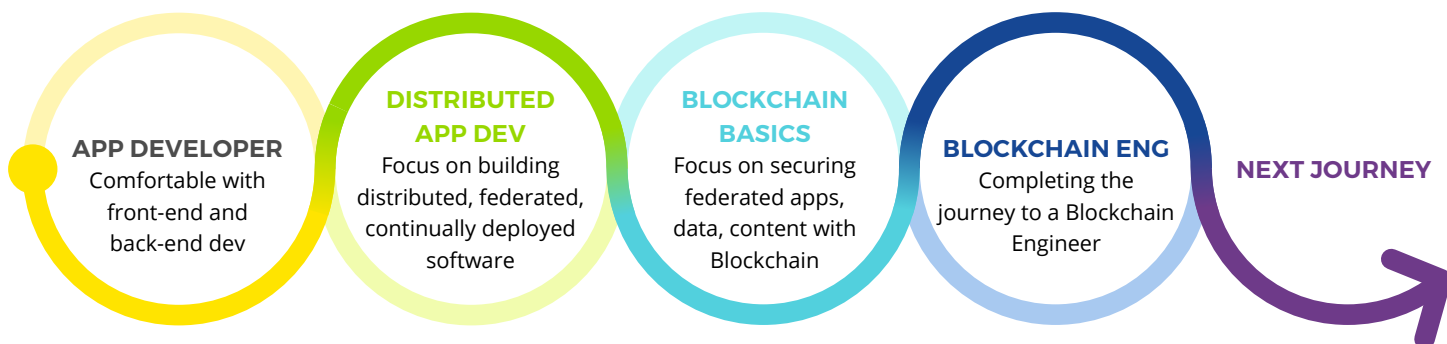 APP DEVELOPER
Comfortable with
front-end and
back-end dev
DISTRIBUTED
APP DEV
Focus on building
distributed, federated,
continually deployed
software
BLOCKCHAIN
BASICS
Focus on securing
federated apps,
data, content with
Blockchain
BLOCKCHAIN ENG
Completing the
journey to a Blockchain
Engineer
NEXT JOURNEY